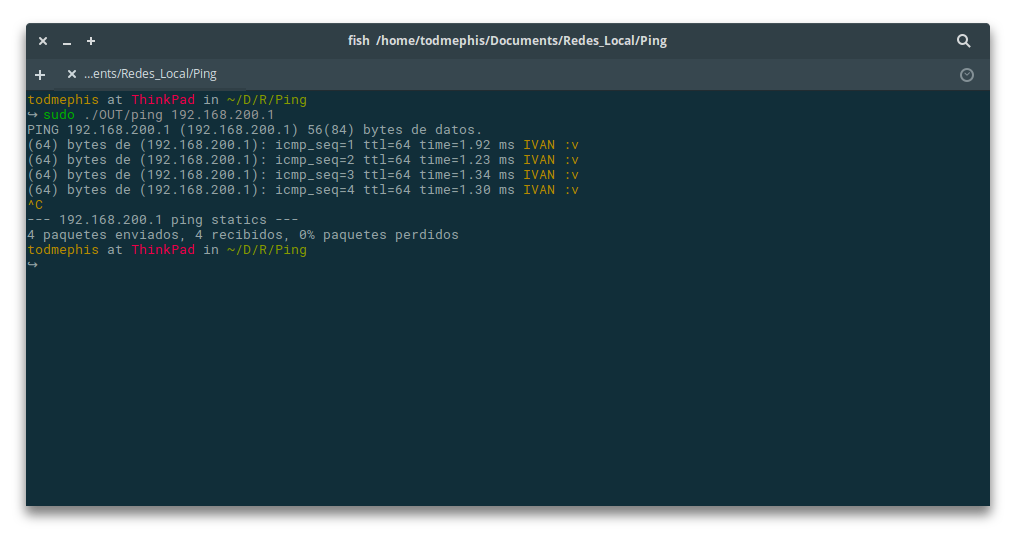 fish /home/todmephis/Documents/Redes_Local/Ping
...ents/Redes_Local/Ping
todmephis at ThinkPad in ~/D/R/Ping
↪ sudo ./OUT/ping 192.168.200.1
PING 192.168.200.1 (192.168.200.1) 56(84) bytes de datos.
(64) bytes de (192.168.200.1): icmp_seq=1 ttl=64 time=1.92 ms IVAN :v
(64) bytes de (192.168.200.1): icmp_seq=2 ttl=64 time=1.23 ms IVAN :v
(64) bytes de (192.168.200.1): icmp_seq=3 ttl=64 time=1.34 ms IVAN :v
(64) bytes de (192.168.200.1): icmp_seq=4 ttl=64 time=1.30 ms IVAN :v
^C
--- 192.168.200.1 ping statics ---
4 paquetes enviados, 4 recibidos, 0% paquetes perdidos
todmephis at ThinkPad in ~/D/R/Ping
↪